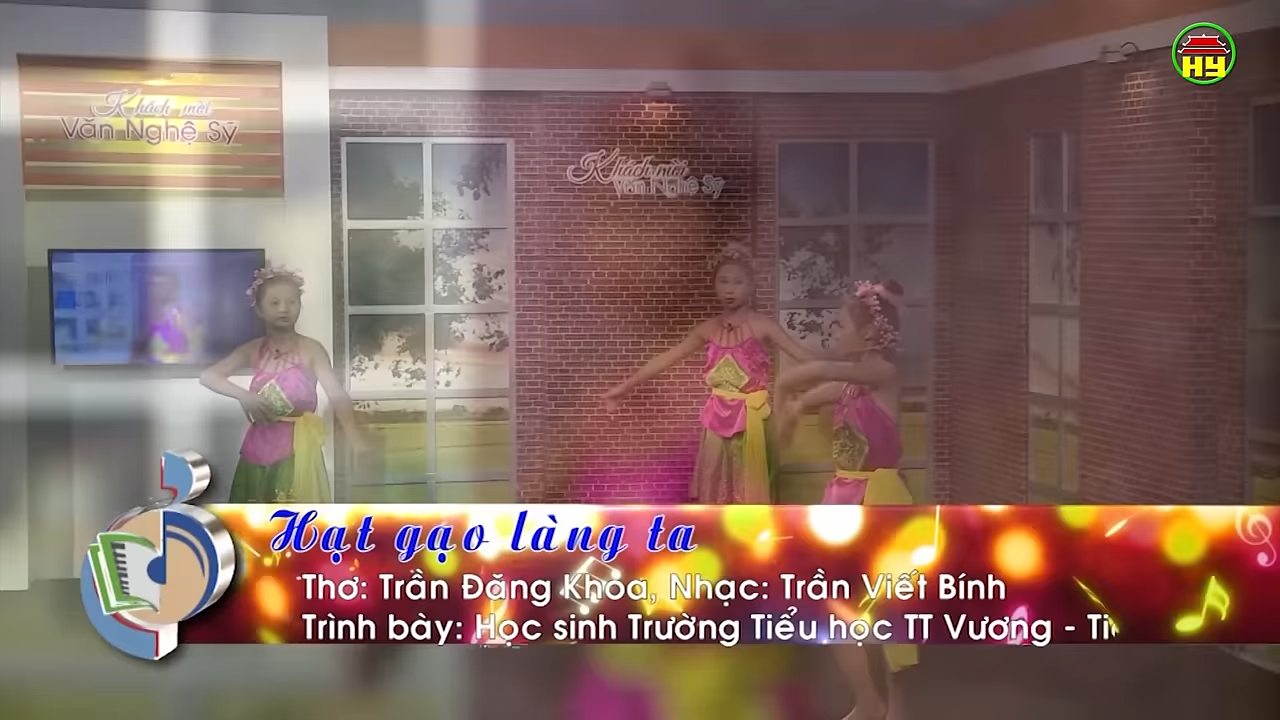 HY
Khách mời
Văn Nghệ Sỹ
Khách mời
Văn Nghệ Sỹ
Hạt gạo làng ta
Thơ: Trần Đăng Khoa, Nhạc: Trần Viết Bính
Trình bày: Học sinh Trường Tiểu học TT Vương -